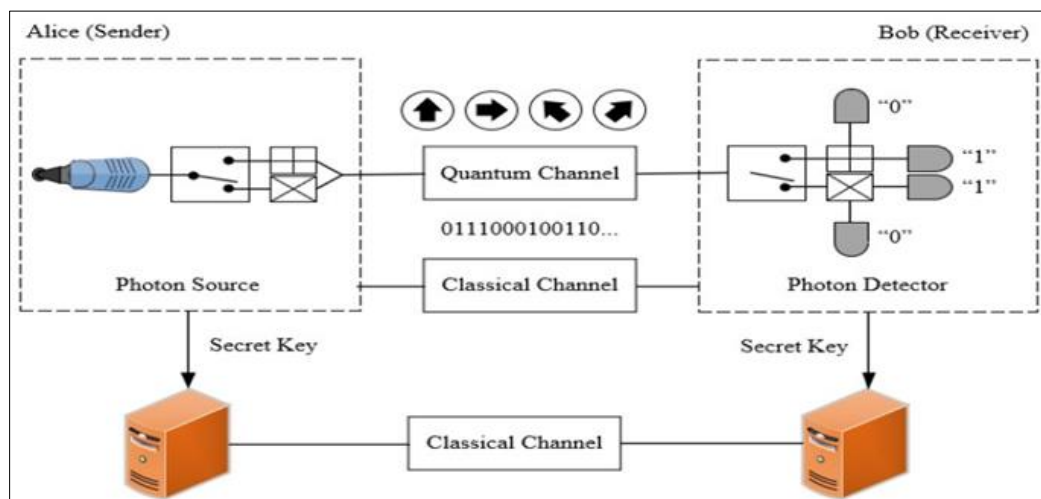 Alice (Sender)
Bob (Receiver)
“0”
Quantum Channel
“1”
“1”
0111000100110...
“0”
Photon Source
Classical Channel
Photon Detector
Secret Key
Secret Key
Classical Channel